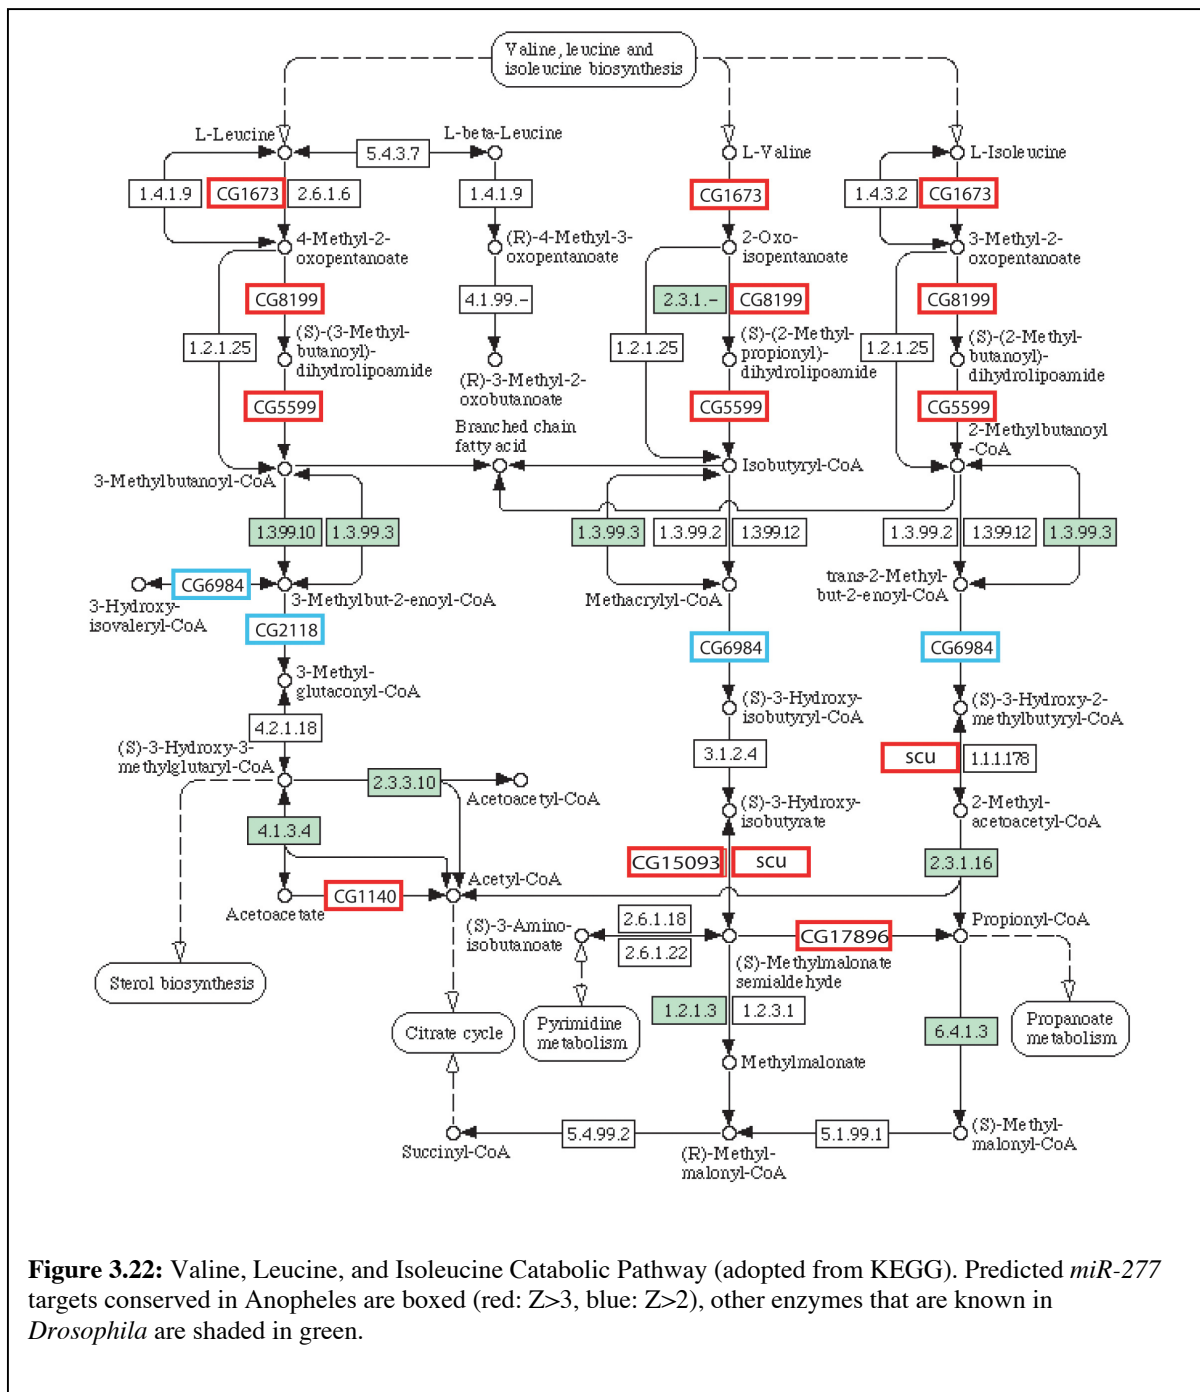 Valine, leucine and
isoleucine biosynthesis
L-Leucine
5.4.3.7
L-beta-Leucine
L-Valine
L-Isoleucine
1.4.1.9
CG1673
2.6.1.6
1.4.1.9
CG1673
1.4.3.2
CG1673
4-Methyl-2-
oxopentanoate
(R)-4-Methyl-3-
oxopentanoate
2-Oxo-
isopentanoate
3-Methyl-2-
oxopentanoate
CG8199
4.1.99.–
2.3.1.–
CG8199
CG8199
1.2.1.25
(S)-(3-Methyl-
butanoyl)-
dihydrolipoamide
(R)-3-Methyl-2-
oxobutanoate
1.2.1.25
(S)-(2-Methyl-
propionyl)-
dihydrolipoamide
1.2.1.25
(S)-(2-Methyl-
butanoyl)-
dihydrolipoamide
CG5599
CG5599
CG5599
Branched chain
fatty acid
3-Methylbutanoyl-CoA
Isobutyryl-CoA
2-Methylbutanoyl
-CoA
1.3.99.10
1.3.99.3
1.3.99.3
1.3.99.2
1.3.99.12
1.3.99.2
1.3.99.12
1.3.99.3
CG6984
3-Hydroxy-
isovaleryl-CoA
3-Methylbut-2-enoyl-CoA
Methacrylyl-CoA
trans-2-Methyl-
but-2-enoyl-CoA
CG2118
CG6984
CG6984
3-Methyl-
glutaconyl-CoA
(S)-3-Hydroxy-
isobutyryl-CoA
(S)-3-Hydroxy-2-
methylbutyryl-CoA
4.2.1.18
3.1.2.4
scu
1.1.1.178
(S)-3-Hydroxy-3-
methylglutaryl-CoA
2.3.3.10
Acetoacetyl-CoA
(S)-3-Hydroxy-
isobutyrate
2-Methyl-
acetoacetyl-CoA
4.1.3.4
CG15093
scu
2.3.1.16
Acetoacetate
CG1140
Acetyl-CoA
(S)-3-Amino-
isobutanoate
2.6.1.18
2.6.1.22
CG17896
Propionyl-CoA
(S)-Methylmalonate
semialdehyde
Sterol biosynthesis
Citrate cycle
Pyrimidine
metabolism
1.2.1.3
1.2.3.1
6.4.1.3
Propanoate
metabolism
Methylmalonate
Succinyl-CoA
5.4.99.2
(R)-Methyl-
malonyl-CoA
5.1.99.1
(S)-Methyl-
malonyl-CoA
Figure 3.22: Valine, Leucine, and Isoleucine Catabolic Pathway (adopted from KEGG). Predicted miR-277
targets conserved in Anopheles are boxed (red: Z>3, blue: Z>2), other enzymes that are known in
Drosophila are shaded in green.